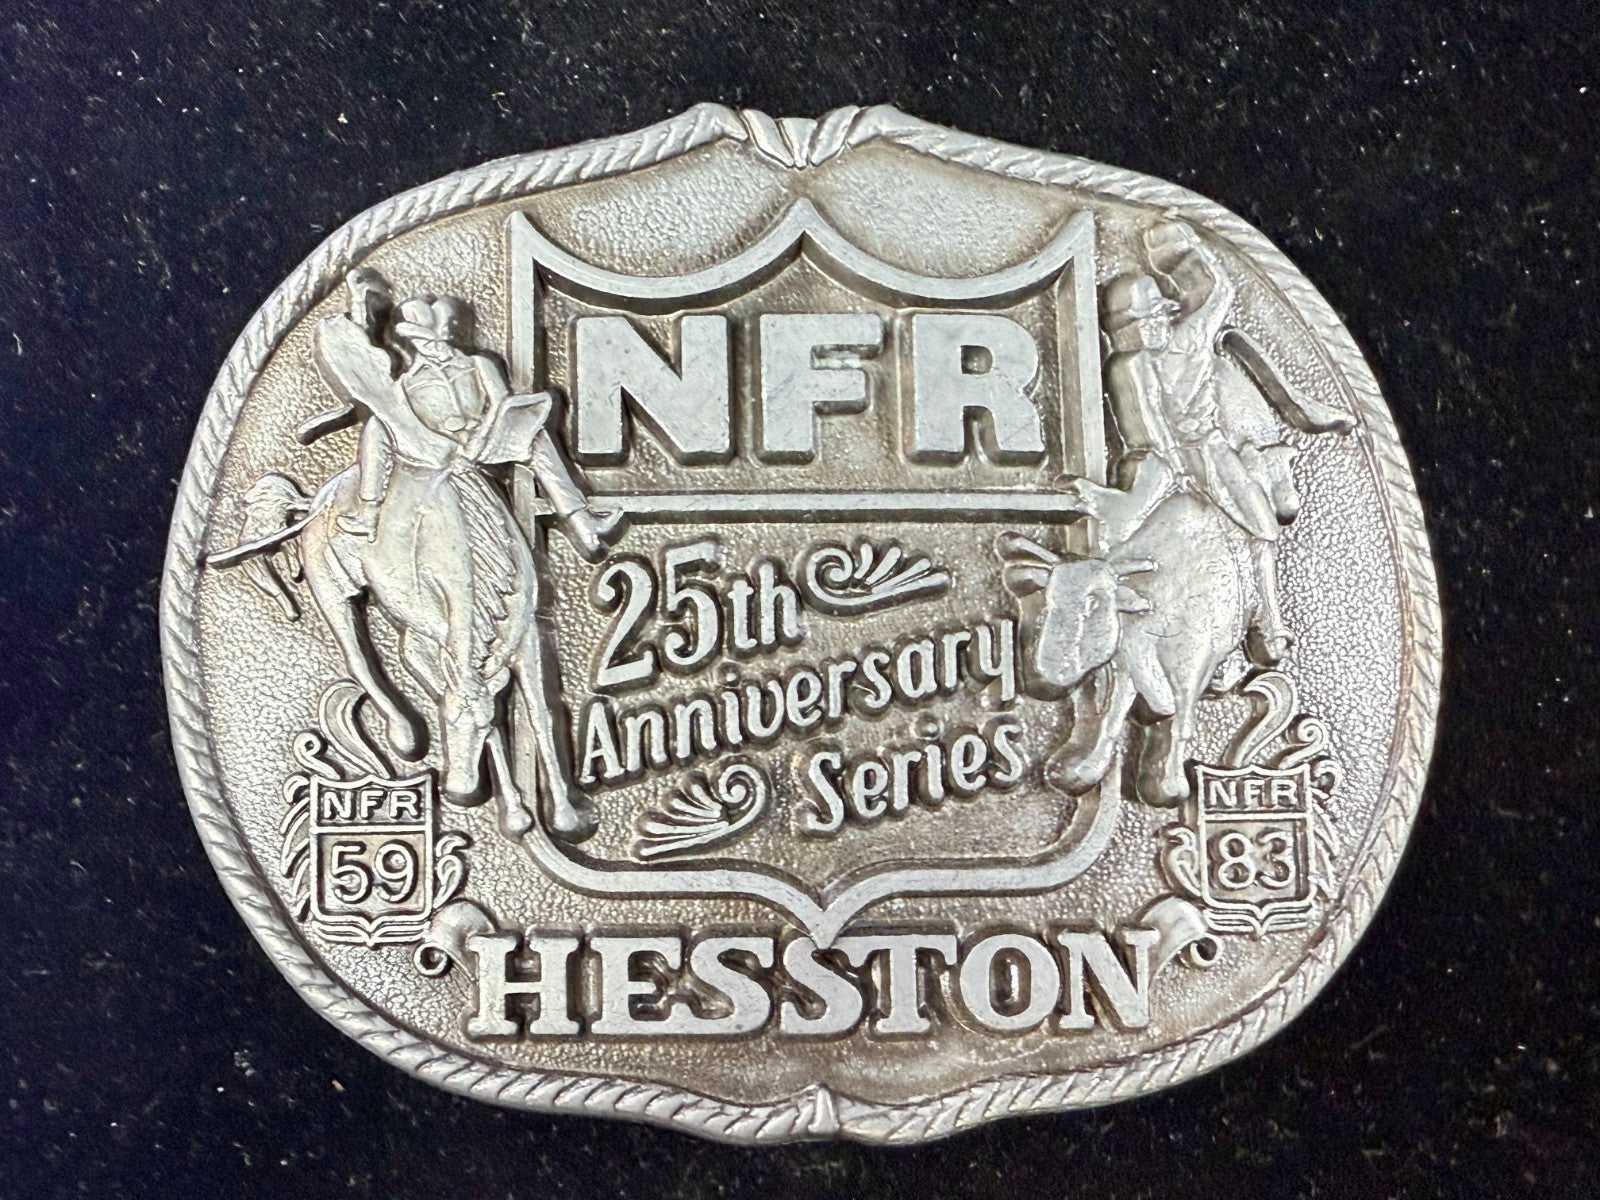 NFR
25th
Anniversary
Series
NFR
59
NFR
83
HESSTON